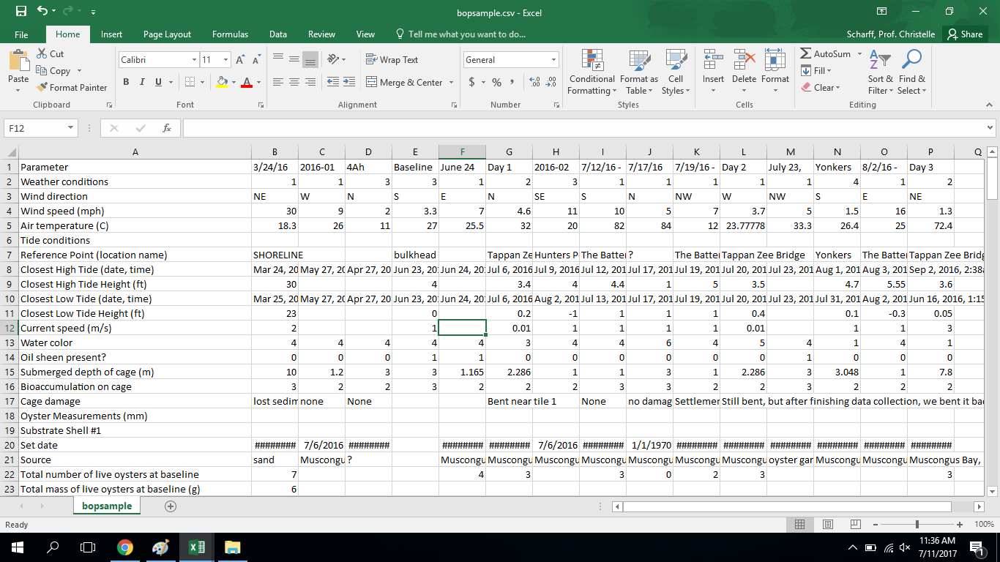 bopsample.csv - Excel
File Home Insert Page Layout Formulas Data Review View Tell me what you want to do... Scharff, Prof. Christelle Share
Cut Calibri 11 Wrap Text General AutoSum
Paste Copy Merge & Center Conditional Formatting Format as Table Cell Styles Insert Delete Format Fill Sort & Filter Find & Select
Format Painter Clear
Clipboard Font Alignment Number Styles Cells Editing
F12 fx
A B C D E F G H I J K L M N O P Q
1 Parameter 3/24/16 2016-01 4Ah Baseline June 24 Day 1 2016-02 7/12/16 - 7/17/16 7/19/16 - Day 2 July 23, Yonkers 8/2/16 - Day 3
2 Weather conditions 1 1 3 3 1 2 3 1 1 1 1 1 4 1 2
3 Wind direction NE W N S E N SE S N NW W NW S E NE
4 Wind speed (mph) 30 9 2 3.3 7 4.6 11 10 5 7 3.7 5 1.5 16 1.3
5 Air temperature (C) 18.3 26 11 27 25.5 32 20 82 84 12 23.77778 33.3 26.4 25 72.4
6 Tide conditions
7 Reference Point (location name) SHORELINE bulkhead Tappan Ze Hunters P The Batte ? The Batte Tappan Zee Bridge Yonkers The Batte Tappan Zee Bridg
8 Closest High Tide (date, time) Mar 24, 20 May 27, 20 Apr 27, 20 Jun 23, 20 Jun 24, 20 Jul 6, 2016 Jul 9, 2016 Jul 12, 201 Jul 17, 201 Jul 19, 201 Jul 20, 201 Jul 23, 201 Aug 1, 201 Aug 3, 201 Sep 2, 2016, 2:38
9 Closest High Tide Height (ft) 30 4 3.4 4 4.4 1 5 3.5 4.7 5.55 3.6
10 Closest Low Tide (date, time) Mar 25, 20 May 27, 20 Apr 27, 20 Jun 23, 20 Jun 24, 20 Jul 6, 2016 Aug 2, 201 Jul 13, 201 Jul 17, 201 Jul 19, 201 Jul 20, 201 Jul 23, 201 Jul 31, 201 Aug 2, 201 Jun 16, 2016, 1:15
11 Closest Low Tide Height (ft) 23 0 0.2 -1 1 1 1 0.4 0.1 -0.3 0.05
12 Current speed (m/s) 2 1 0.01 1 1 1 1 0.01 1 1 3
13 Water color 4 4 4 4 4 3 4 4 6 4 5 4 1 4 1
14 Oil sheen present? 0 0 0 1 1 0 0 0 0 0 0 1 0 0 0
15 Submerged depth of cage (m) 10 1.2 3 3 1.165 2.286 1 1 3 1 2.286 3 3.048 1 7.8
16 Bioaccumulation on cage 3 2 2 3 2 2 2 3 3 2 2 3 2 2 2
17 Cage damage lost sedim none None Bent near tile 1 None no damag Settlemen Still bent, but after finishing data collection, we bent it ba
18 Oyster Measurements (mm)
19 Substrate Shell #1
20 Set date ######## 7/6/2016 ######## ######## ######## 7/6/2016 ######## 1/1/1970 ######## ######## ######## ######## ######## ########
21 Source sand Muscongu ? Muscongu Muscongu Muscongu Muscongu Muscongu Muscongu Muscongu oyster gar Muscongu Muscongu Muscongus Bay,
22 Total number of live oysters at baseline 7 4 3 3 0 2 3 3
23 Total mass of live oysters at baseline (g) 6
bopsample
Ready 100%
11:36 AM
7/11/2017
1